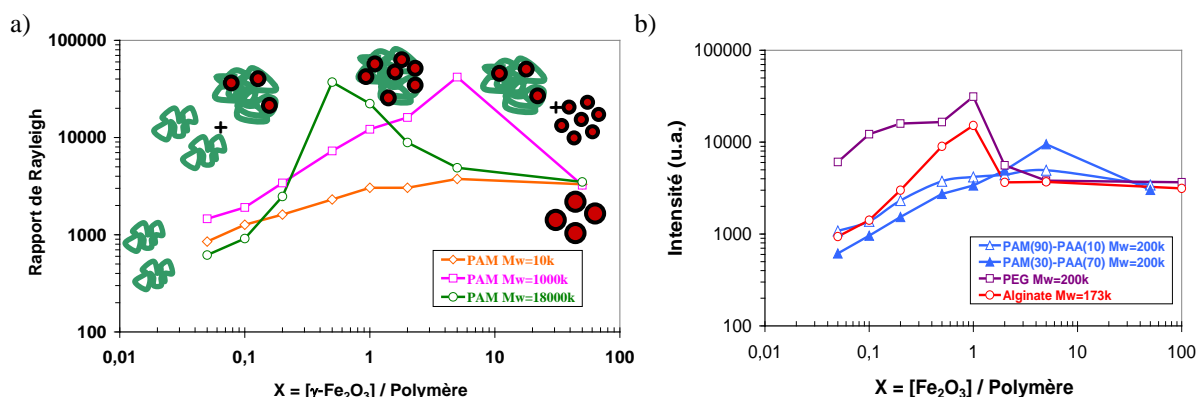 a)
Rapport de Rayleigh
100000
10000
1000
100
+
+
PAM Mw=10k
PAM Mw=1000k
PAM Mw=18000k
0,01 0,1 1 10 100
X = [γ-Fe₂O₃] / Polymère
b)
Intensité (u.a.)
100000
10000
1000
100
PAM(90)-PAA(10) Mw=200k
PAM(30)-PAA(70) Mw=200k
PEG Mw=200k
Alginate Mw=173k
0,01 0,1 1 10 100
X = [Fe₂O₃] / Polymère